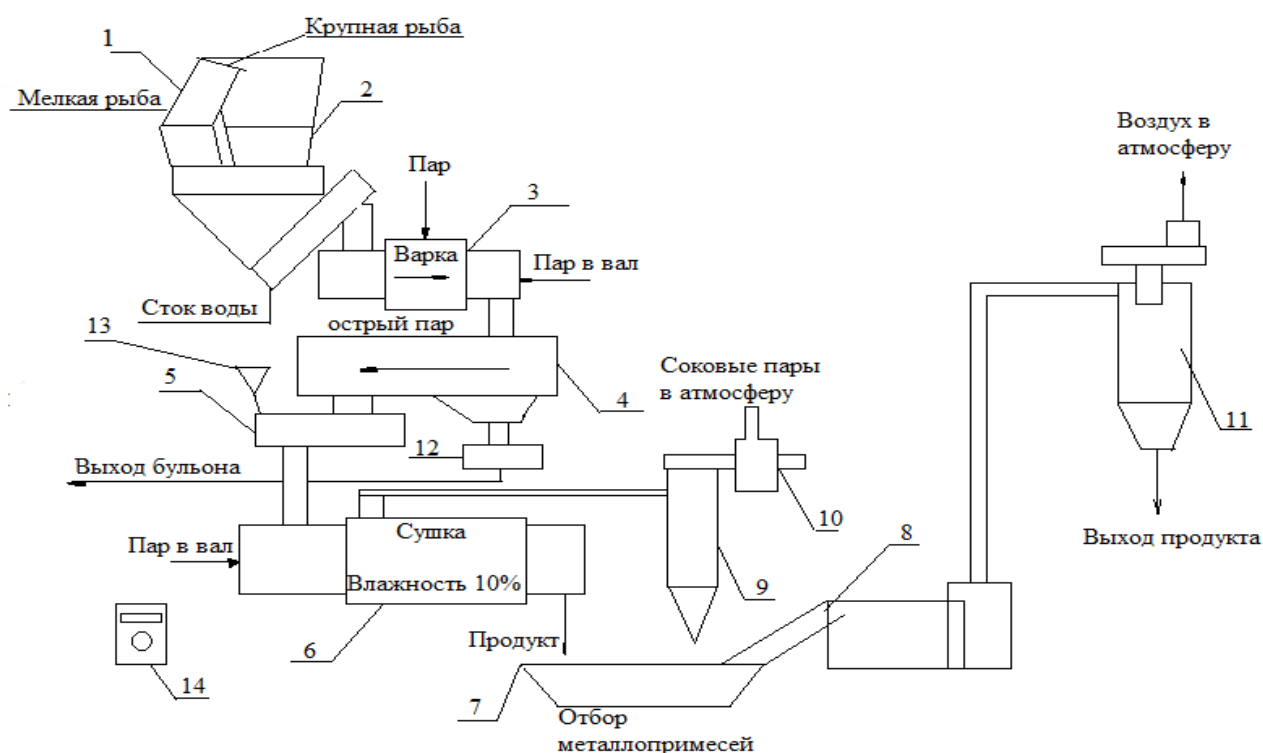 Крупная рыба
1
Мелкая рыба
2
Воздух в
атмосферу
Пар
3
Варка
Пар в вал
Сток воды
острый пар
13
Соковые пары
в атмосферу
5
4
11
12
Выход бульона
10
Выход продукта
Сушка
8
Пар в вал
9
Влажность 10%
6
Продукт
14
7
Отбор
металлопримесей